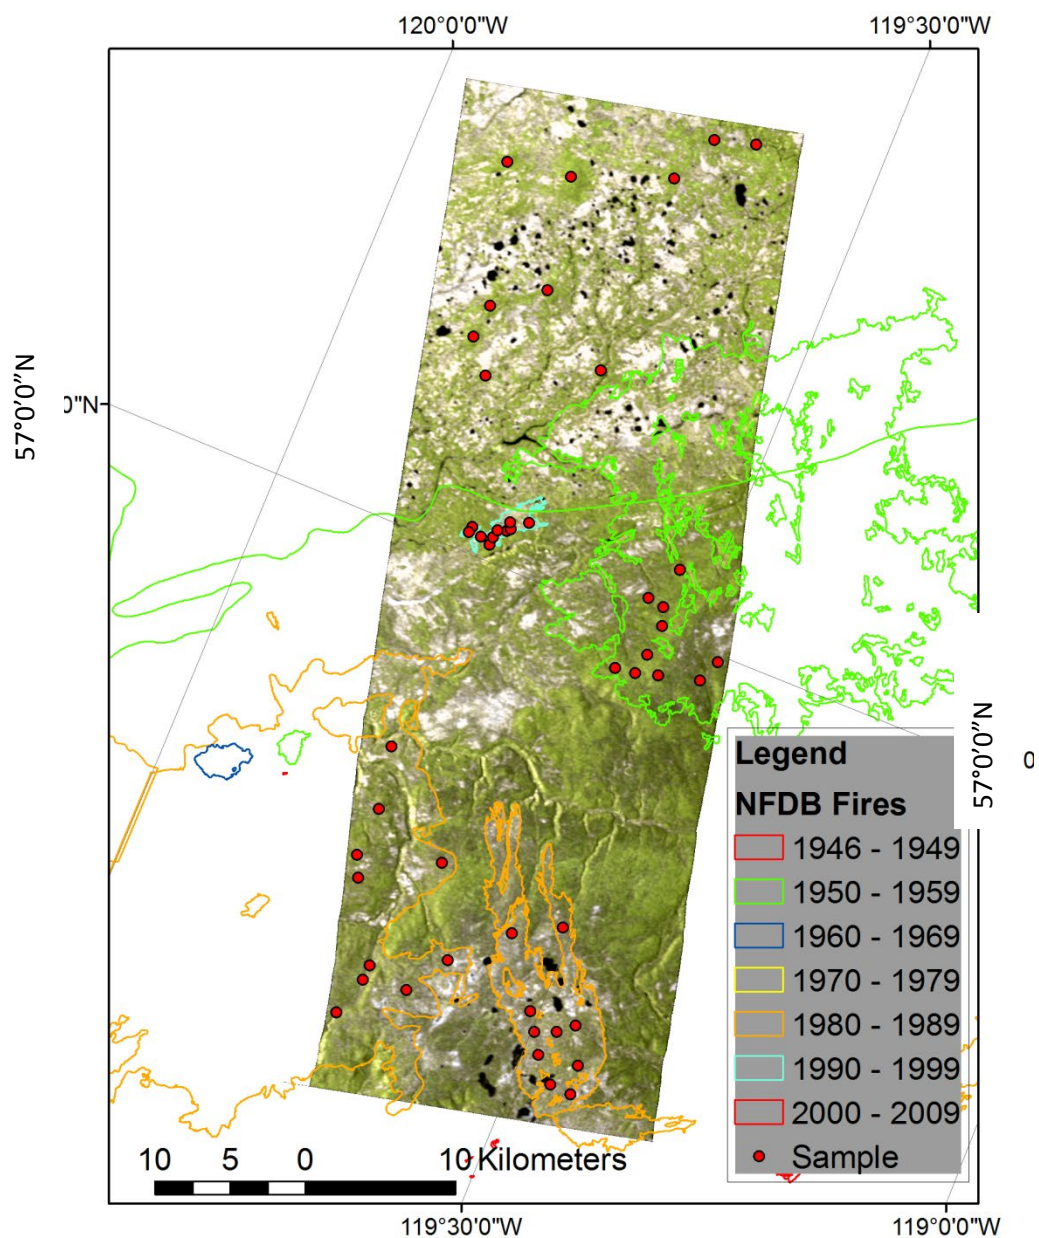 120°0'0"W
119°30'0"W
57°0'0”N
0"N
Legend
NFDB Fires
1946 - 1949
1950 - 1959
1960 - 1969
1970 - 1979
1980 - 1989
1990 - 1999
2000 - 2009
Sample
57°0'0”N
0
10 5 0 10 Kilometers
119°30'0"W
119°0'0"W